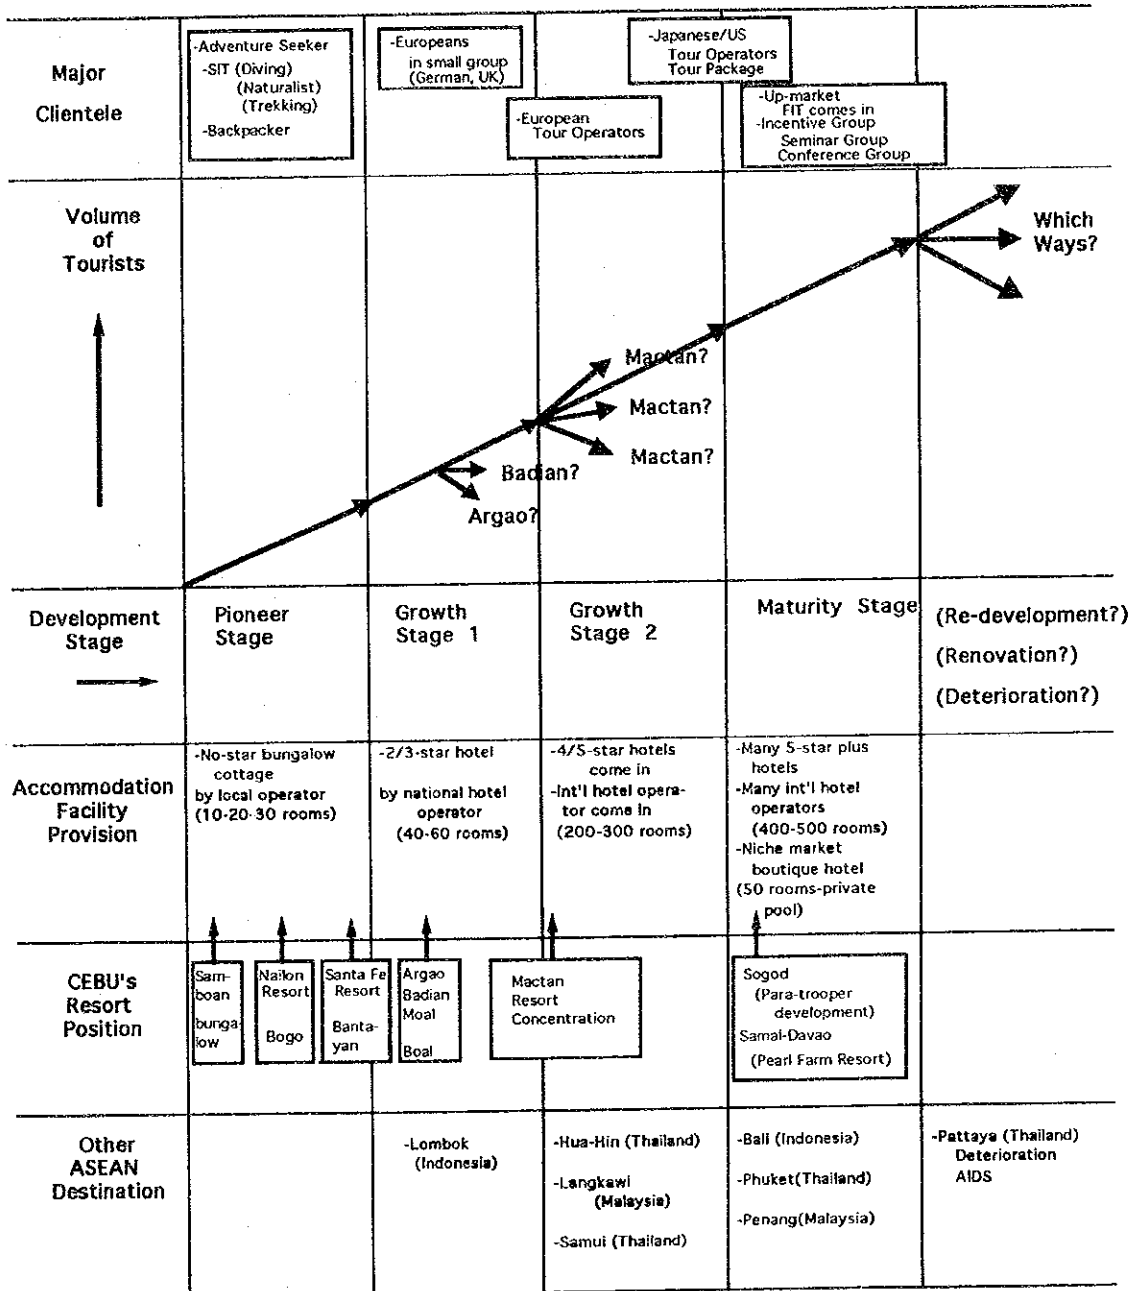 Major
Clientele
-Adventure Seeker
-SIT (Diving)
(Naturalist)
(Trekking)
-Backpacker
-Europeans
in small group
(German, UK)
-European
Tour Operators
-Japanese/US
Tour Operators
Tour Package
-Up-market
FIT comes in
-Incentive Group
Seminar Group
Conference Group
Volume
of
Tourists
Which
Ways?
Mactan?
Mactan?
Mactan?
Badian?
Argao?
Development
Stage
Pioneer
Stage
Growth
Stage 1
Growth
Stage 2
Maturity Stage
(Re-development?)
(Renovation?)
(Deterioration?)
Accommodation
Facility
Provision
-No-star bungalow
cottage
by local operator
(10-20-30 rooms)
-2/3-star hotel
by national hotel
operator
(40-60 rooms)
-4/5-star hotels
come in
-Int'l hotel opera-
tor come in
(200-300 rooms)
-Many 5-star plus
hotels
-Many int'l hotel
operators
(400-500 rooms)
-Niche market
boutique hotel
(50 rooms-private
pool)
CEBU's
Resort
Position
Sam-
boan
bunga-
low
Nailon
Resort
Bogo
Santa Fe
Resort
Banta-
yan
Argao
Badian
Moal
Boal
Mactan
Resort
Concentration
Sogod
(Para-trooper
development)
Samal-Davao
(Pearl Farm Resort)
Other
ASEAN
Destination
-Lombok
(Indonesia)
-Hua-Hin (Thailand)
-Langkawi
(Malaysia)
-Samui (Thailand)
-Bali (Indonesia)
-Phuket(Thailand)
-Penang(Malaysia)
-Pattaya (Thailand)
Deterioration
AIDS